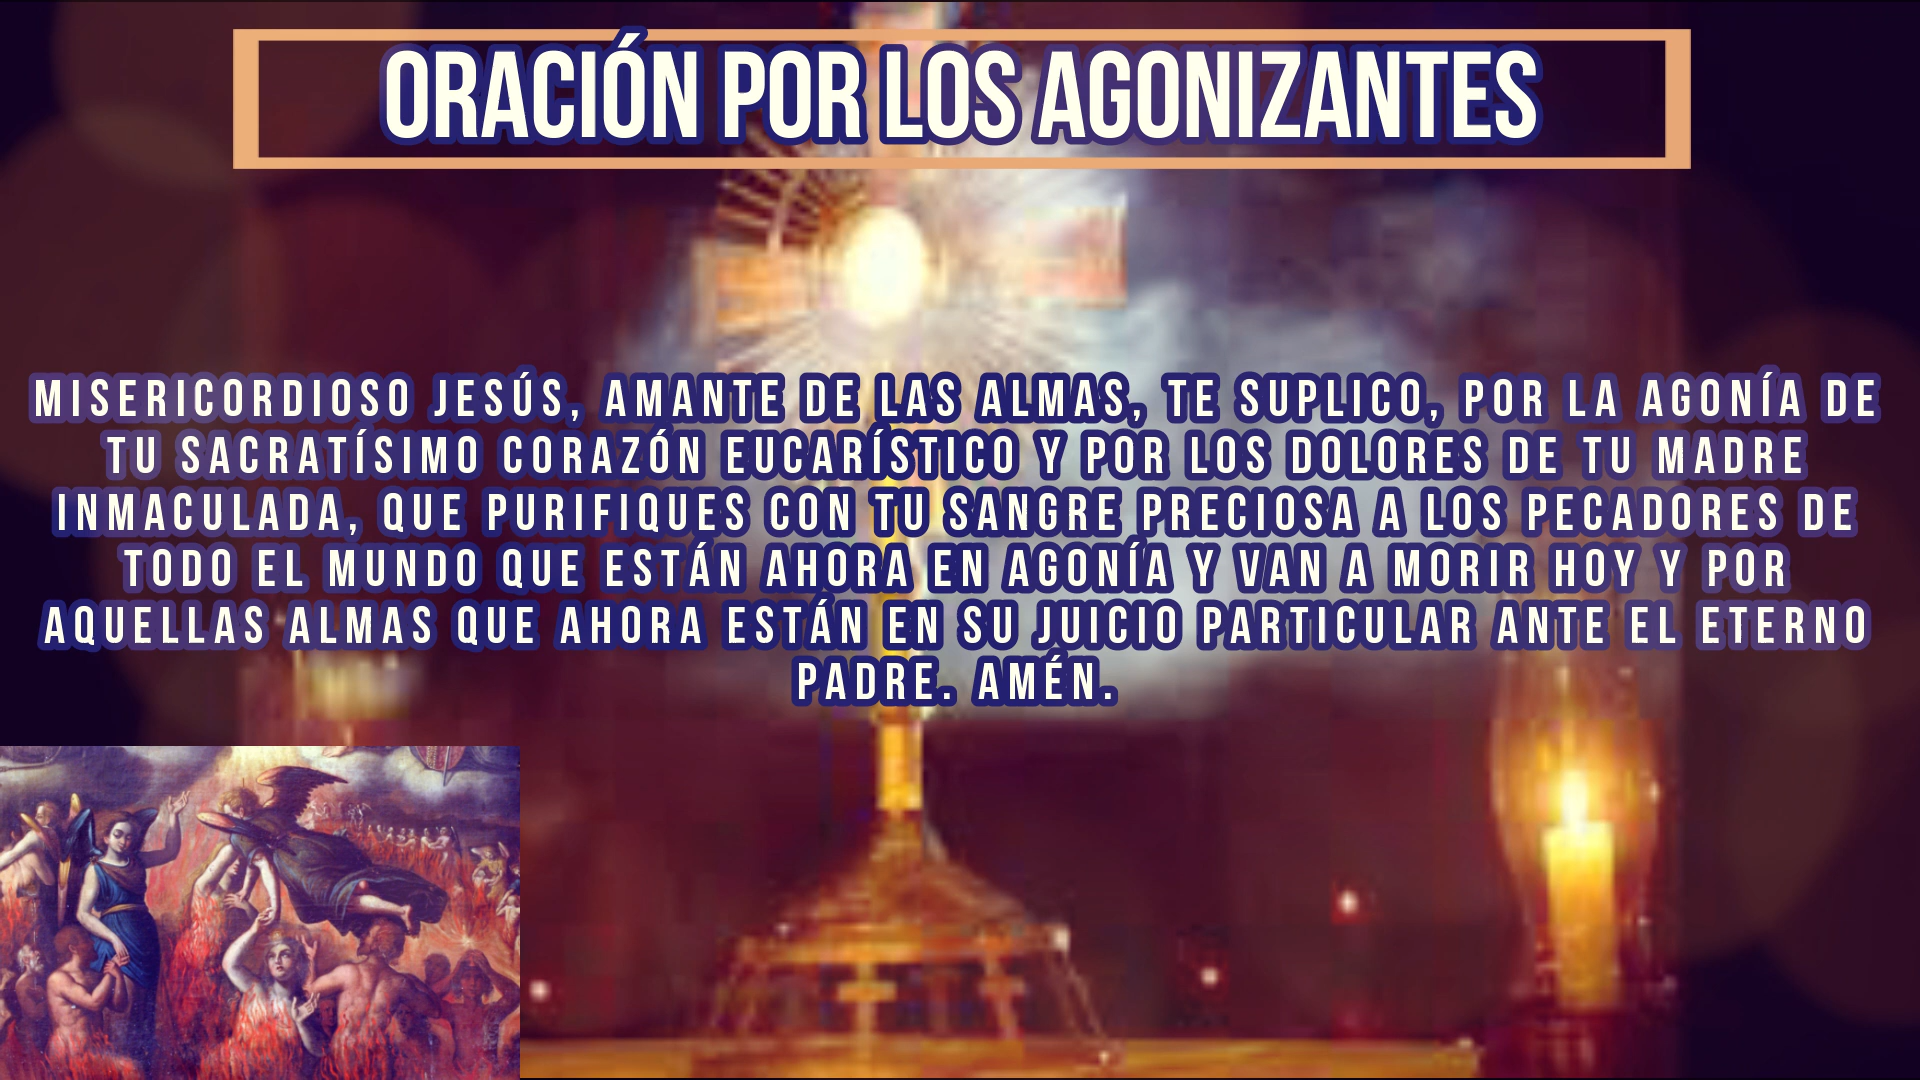 ORACIÓN POR LOS AGONIZANTES
MISERICORDIOSO JESÚS, AMANTE DE LAS ALMAS, TE SUPLICO, POR LA AGONÍA DE
TU SACRATÍSIMO CORAZÓN EUCARÍSTICO Y POR LOS DOLORES DE TU MADRE
INMACULADA, QUE PURIFIQUES CON TU SANGRE PRECIOSA A LOS PECADORES DE
TODO EL MUNDO QUE ESTÁN AHORA EN AGONÍA Y VAN A MORIR HOY Y POR
AQUELLAS ALMAS QUE AHORA ESTÁN EN SU JUICIO PARTICULAR ANTE EL ETERNO
PADRE. AMÉN.